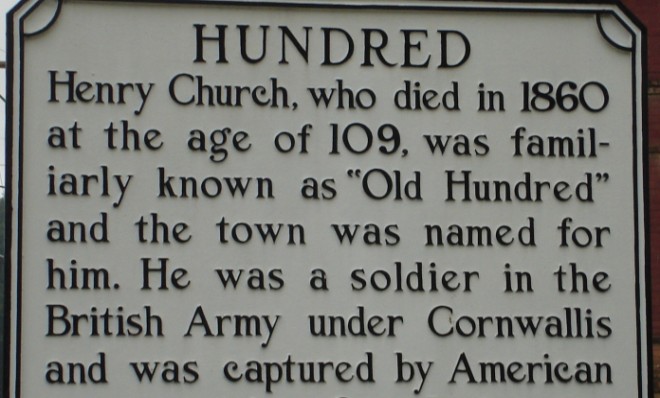 HUNDRED
Henry Church, who died in 1860
at the age of 109, was famil-
iarly known as "Old Hundred"
and the town was named for
him. He was a soldier in the
British Army under Cornwallis
and was captured by American